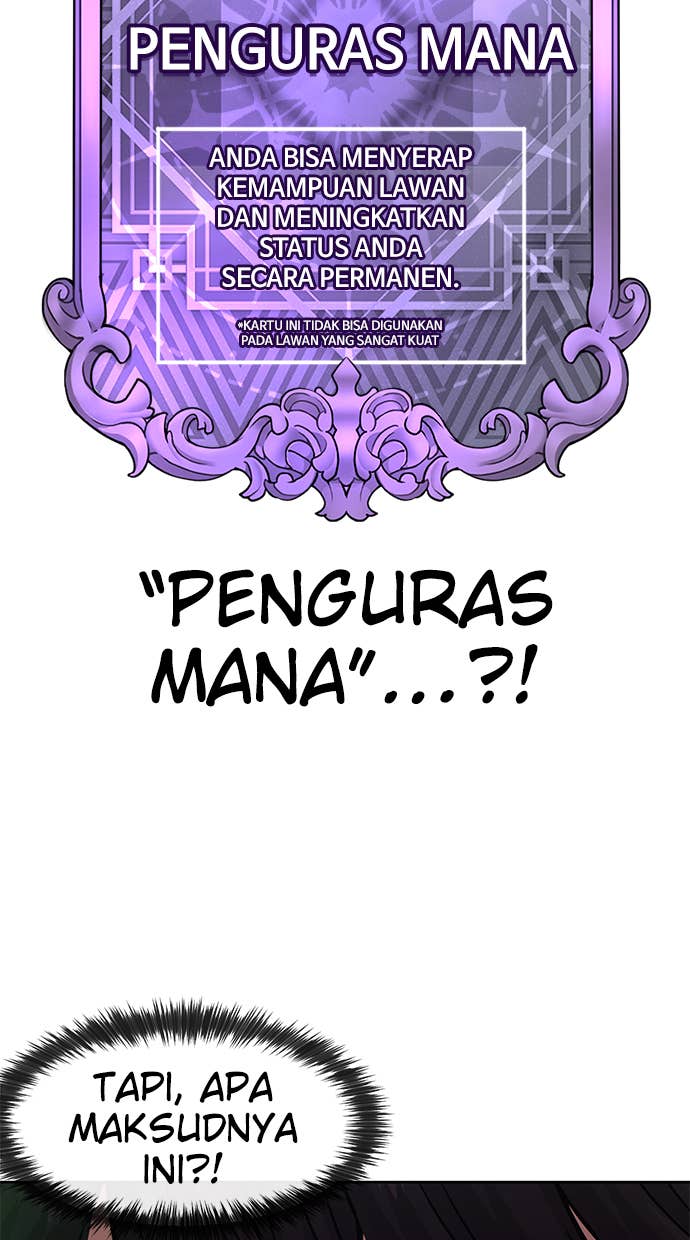 PENGURAS MANA
ANDA BISA MENYERAP
KEMAMPUAN LAWAN
DAN MENINGKATKAN
STATUS ANDA
SECARA PERMANEN.
*KARTU INI TIDAK BISA DIGUNAKAN
PADA LAWAN YANG SANGAT KUAT
“PENGURAS
MANA”...?!
TAPI, APA
MAKSUDNYA
INI?!